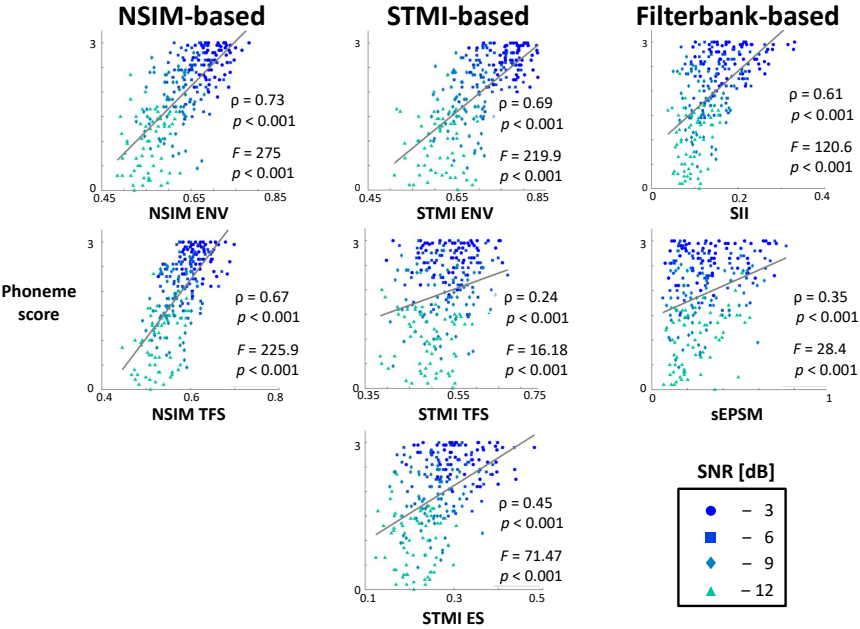 NSIM-based
STMI-based
Filterbank-based
3
ρ = 0.73
p < 0.001
F = 275
p < 0.001
0
0.45
0.65
0.85
NSIM ENV
3
ρ = 0.69
p < 0.001
F = 219.9
p < 0.001
0
0.45
0.65
0.85
STMI ENV
3
ρ = 0.61
p <0.001
F = 120.6
p <0.001
0
0
0.2
0.4
SII
Phoneme
score
3
ρ = 0.67
p < 0.001
F = 225.9
p < 0.001
0
0.4
0.6
0.8
NSIM TFS
3
ρ = 0.24
p < 0.001
F = 16.18
p < 0.001
0
0.35
0.55
0.75
STMI TFS
3
ρ = 0.35
p < 0.001
F = 28.4
p < 0.001
0
0
1
sEPSM
3
ρ = 0.45
p < 0.001
F = 71.47
p < 0.001
0
0.1
0.3
0.5
STMI ES
SNR [dB]
– 3
– 6
– 9
– 12